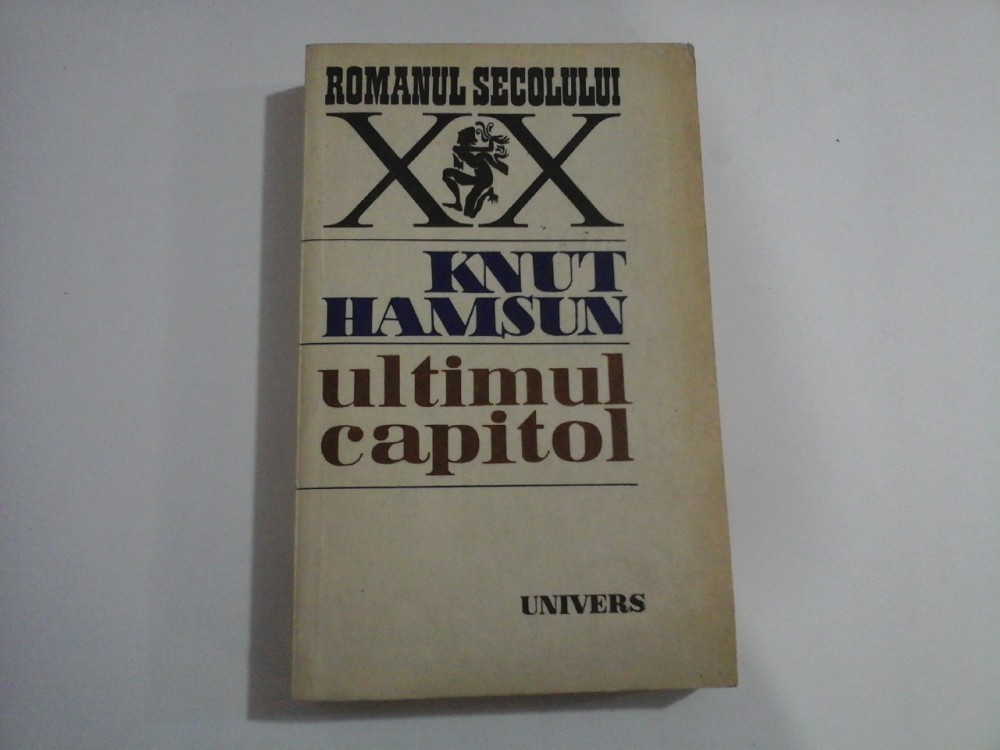 ROMANUL SECOLULUI
XX
KNUT
HAMSUN
ultimul
capitol
UNIVERS